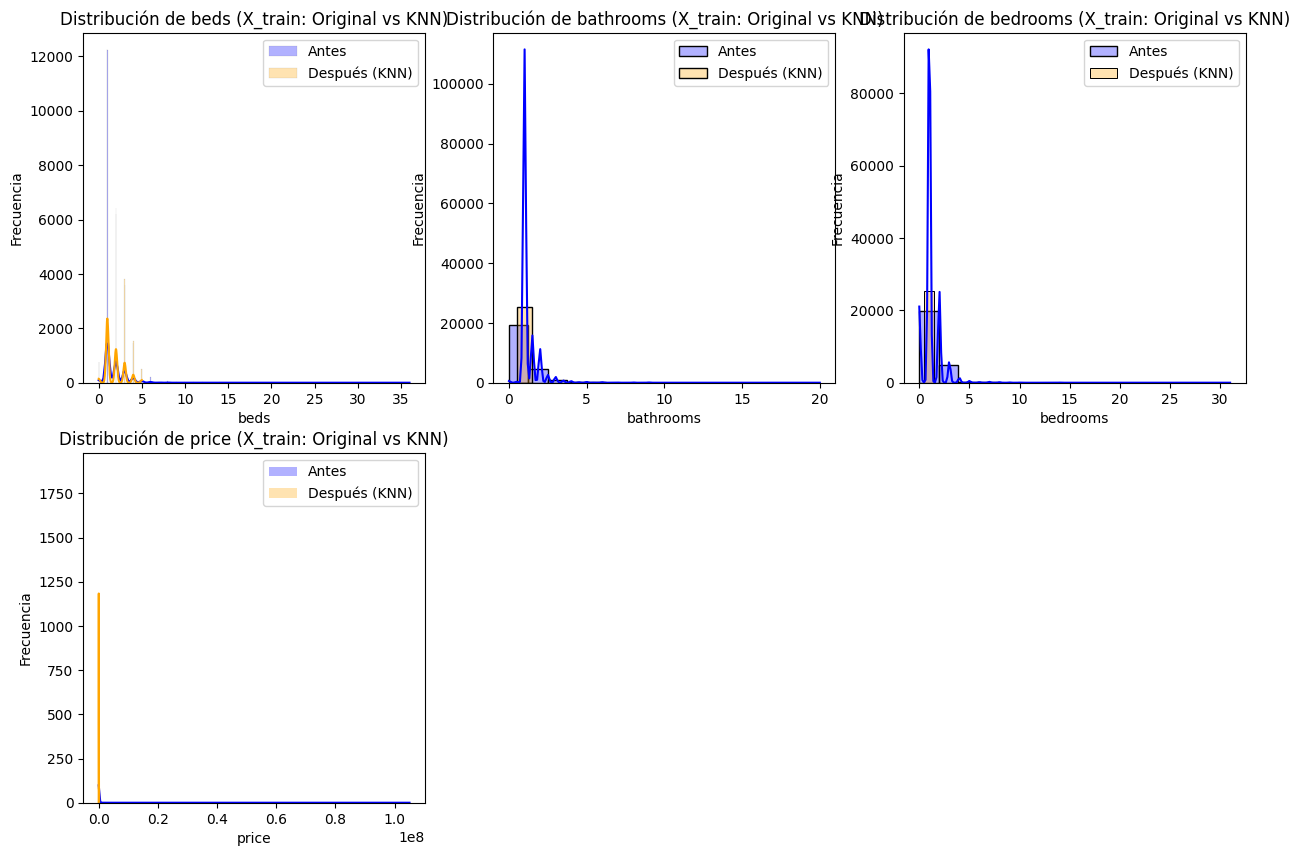 Distribución de beds (X_train: Original vs KNN)
Antes
Después (KNN)
12000
10000
8000
6000
4000
2000
0
Frecuencia
0
5
10
15
20
25
30
35
beds
Distribución de bathrooms (X_train: Original vs KNN)
Antes
Después (KNN)
100000
80000
60000
40000
20000
0
Frecuencia
0
5
10
15
20
bathrooms
Distribución de bedrooms (X_train: Original vs KNN)
Antes
Después (KNN)
80000
60000
40000
20000
0
Frecuencia
0
5
10
15
20
25
30
bedrooms
Distribución de price (X_train: Original vs KNN)
Antes
Después (KNN)
1750
1500
1250
1000
750
500
250
0
Frecuencia
0.0
0.2
0.4
0.6
0.8
1.0
1e8
price